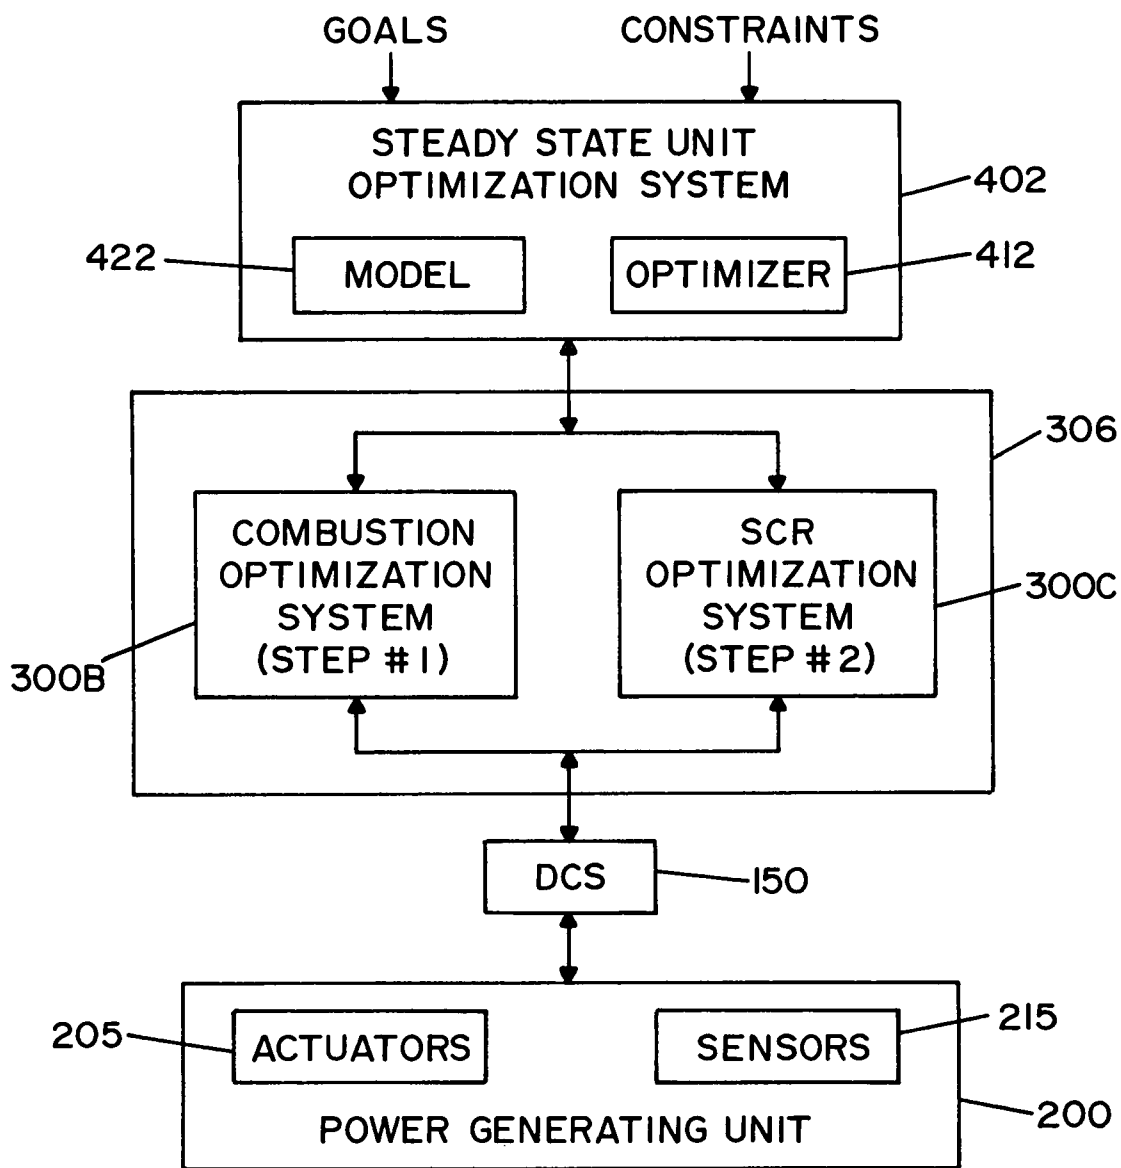 GOALS
CONSTRAINTS
STEADY STATE UNIT
OPTIMIZATION SYSTEM
402
422
MODEL
OPTIMIZER
412
306
COMBUSTION
OPTIMIZATION
SYSTEM
(STEP #1)
300B
SCR
OPTIMIZATION
SYSTEM
(STEP #2)
300C
DCS
150
205
ACTUATORS
SENSORS
215
POWER GENERATING UNIT
200